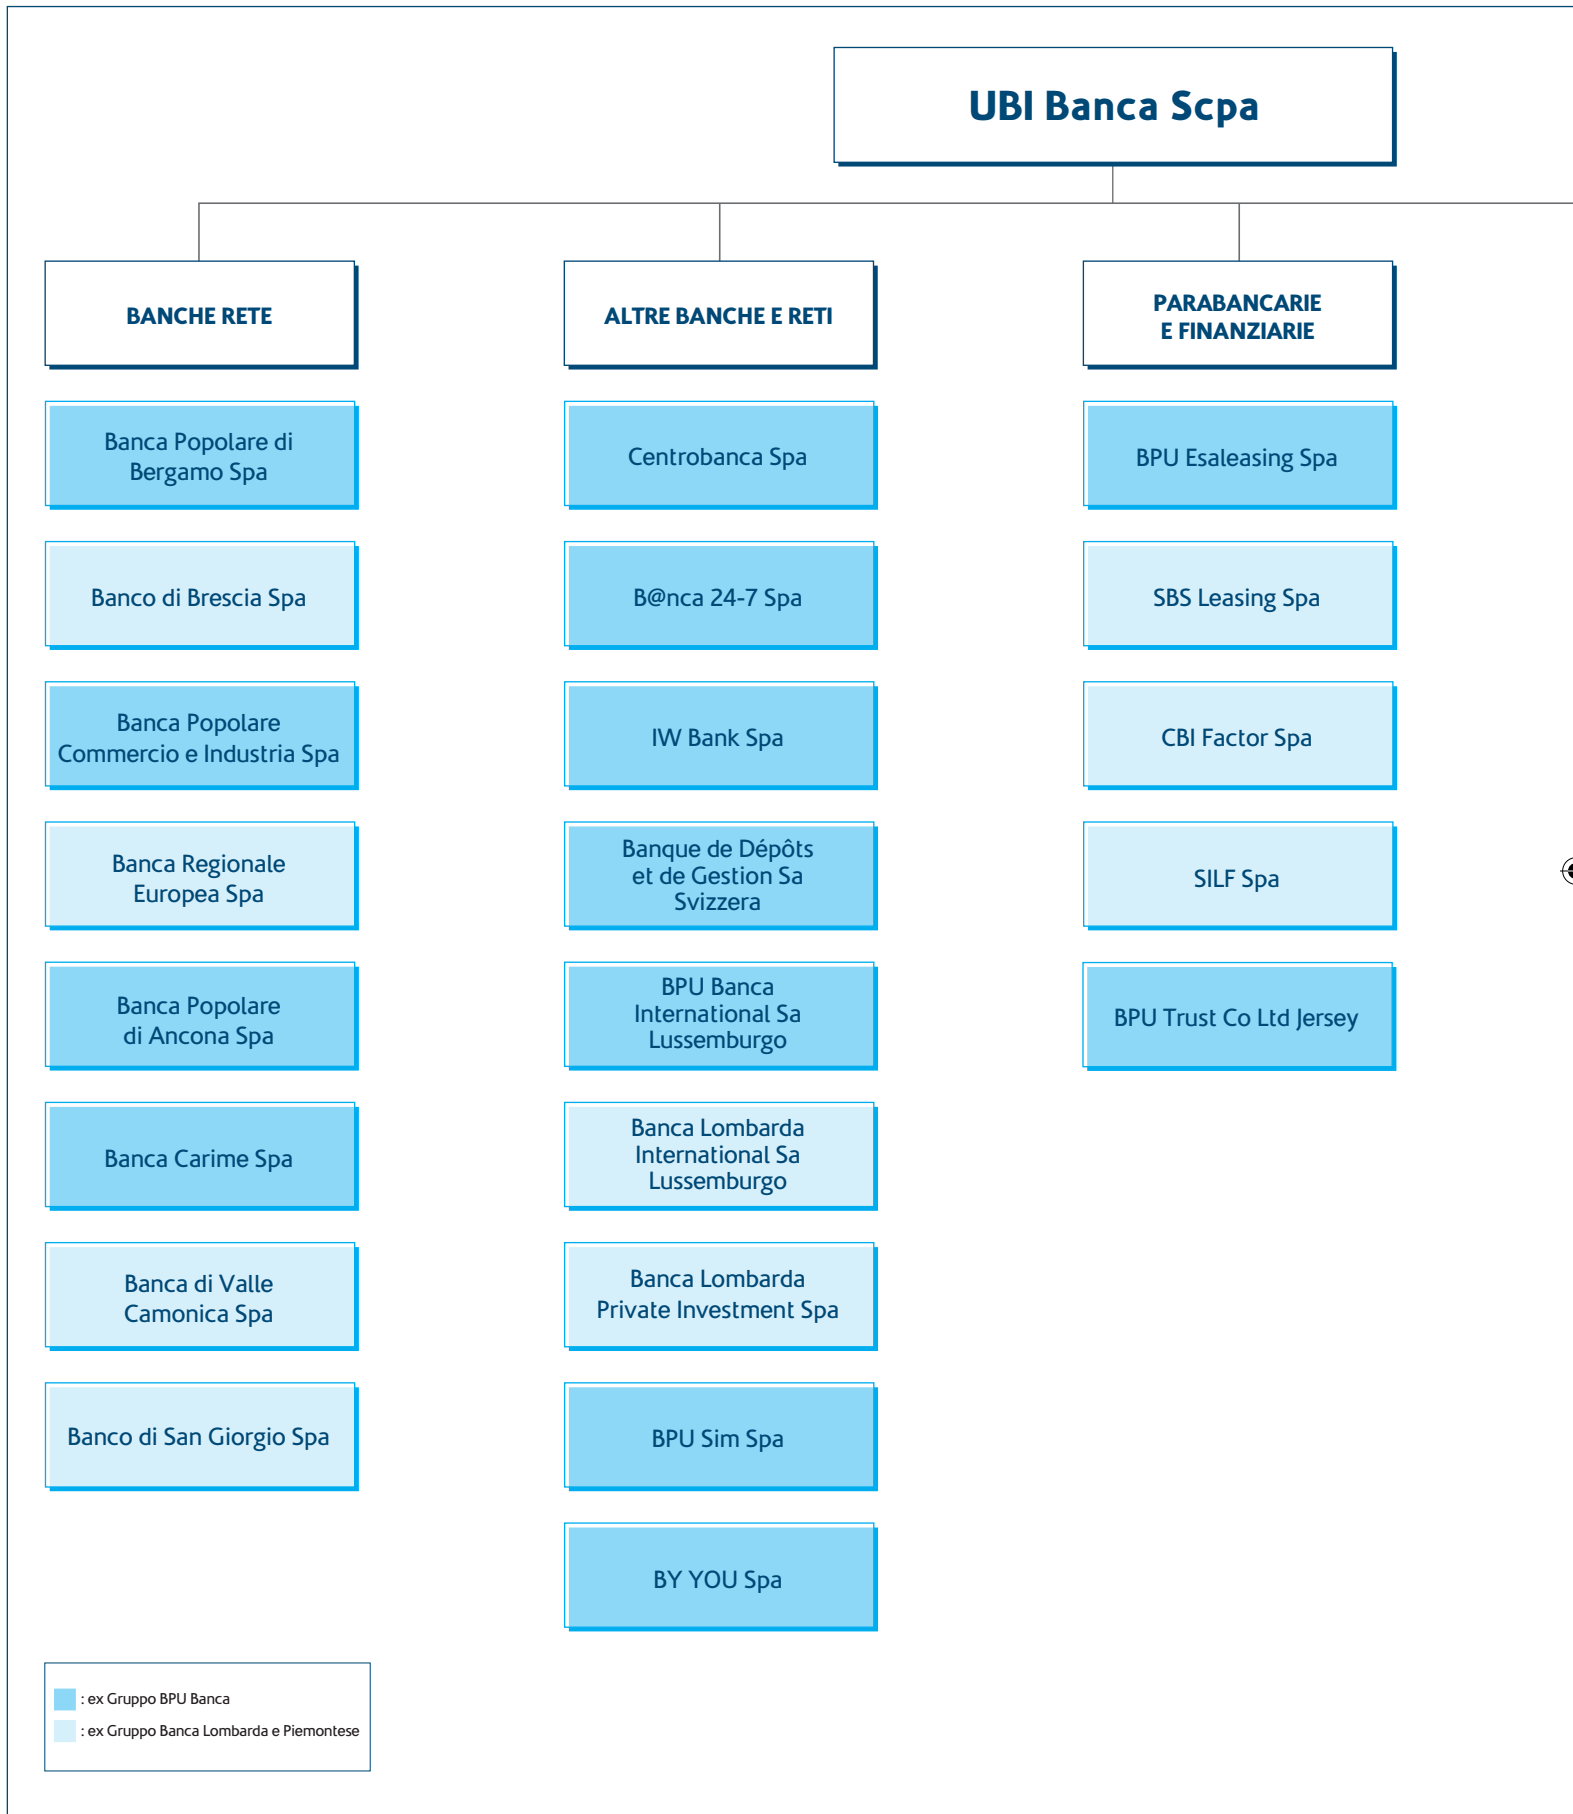 UBI Banca Scpa
BANCHE RETE
Banca Popolare di
Bergamo Spa
Banco di Brescia Spa
Banca Popolare
Commercio e Industria Spa
Banca Regionale
Europea Spa
Banca Popolare
di Ancona Spa
Banca Carime Spa
Banca di Valle
Camonica Spa
Banco di San Giorgio Spa
ALTRE BANCHE E RETI
Centrobanca Spa
B@nca 24-7 Spa
IW Bank Spa
Banque de Dépôts
et de Gestion Sa
Svizzera
BPU Banca
International Sa
Lussemburgo
Banca Lombarda
International Sa
Lussemburgo
Banca Lombarda
Private Investment Spa
BPU Sim Spa
BY YOU Spa
PARABANCARIE
E FINANZIARIE
BPU Esaleasing Spa
SBS Leasing Spa
CBI Factor Spa
SILF Spa
BPU Trust Co Ltd Jersey
: ex Gruppo BPU Banca
: ex Gruppo Banca Lombarda e Piemontese